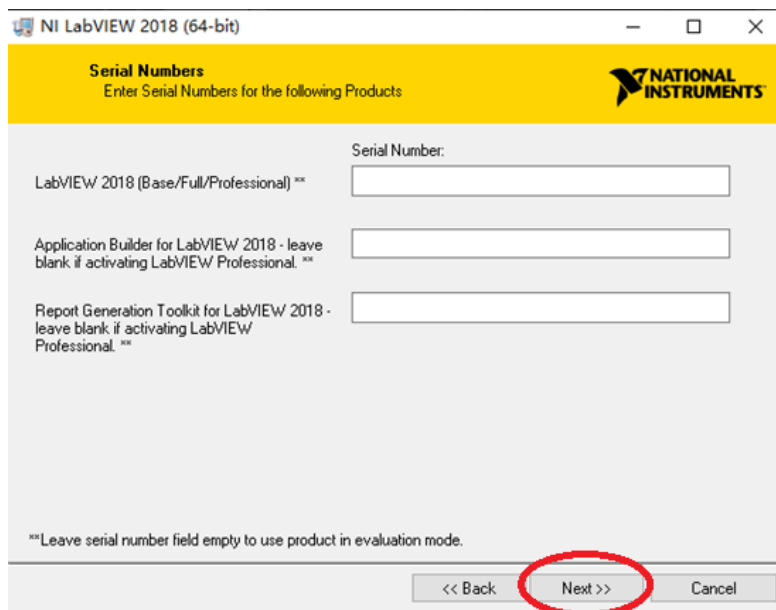 NI LabVIEW 2018 (64-bit)
Serial Numbers
Enter Serial Numbers for the following Products
NATIONAL
INSTRUMENTS
Serial Number:
LabVIEW 2018 (Base/Full/Professional) **
Application Builder for LabVIEW 2018 - leave
blank if activating LabVIEW Professional. **
Report Generation Toolkit for LabVIEW 2018 -
leave blank if activating LabVIEW
Professional. **
**Leave serial number field empty to use product in evaluation mode.
<< Back
Next >>
Cancel